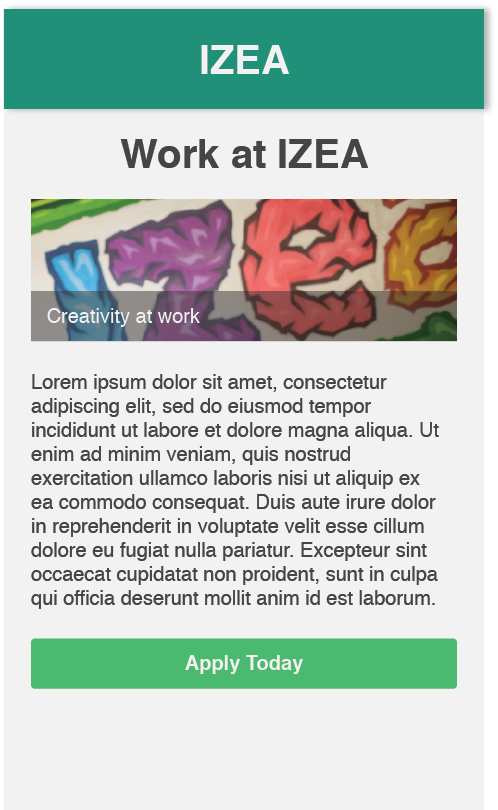 IZEA
Work at IZEA
izea
Creativity at work
Lorem ipsum dolor sit amet, consectetur
adipiscing elit, sed do eiusmod tempor
incididunt ut labore et dolore magna aliqua. Ut
enim ad minim veniam, quis nostrud
exercitation ullamco laboris nisi ut aliquip ex
ea commodo consequat. Duis aute irure dolor
in reprehenderit in voluptate velit esse cillum
dolore eu fugiat nulla pariatur. Excepteur sint
occaecat cupidatat non proident, sunt in culpa
qui officia deserunt mollit anim id est laborum.
Apply Today